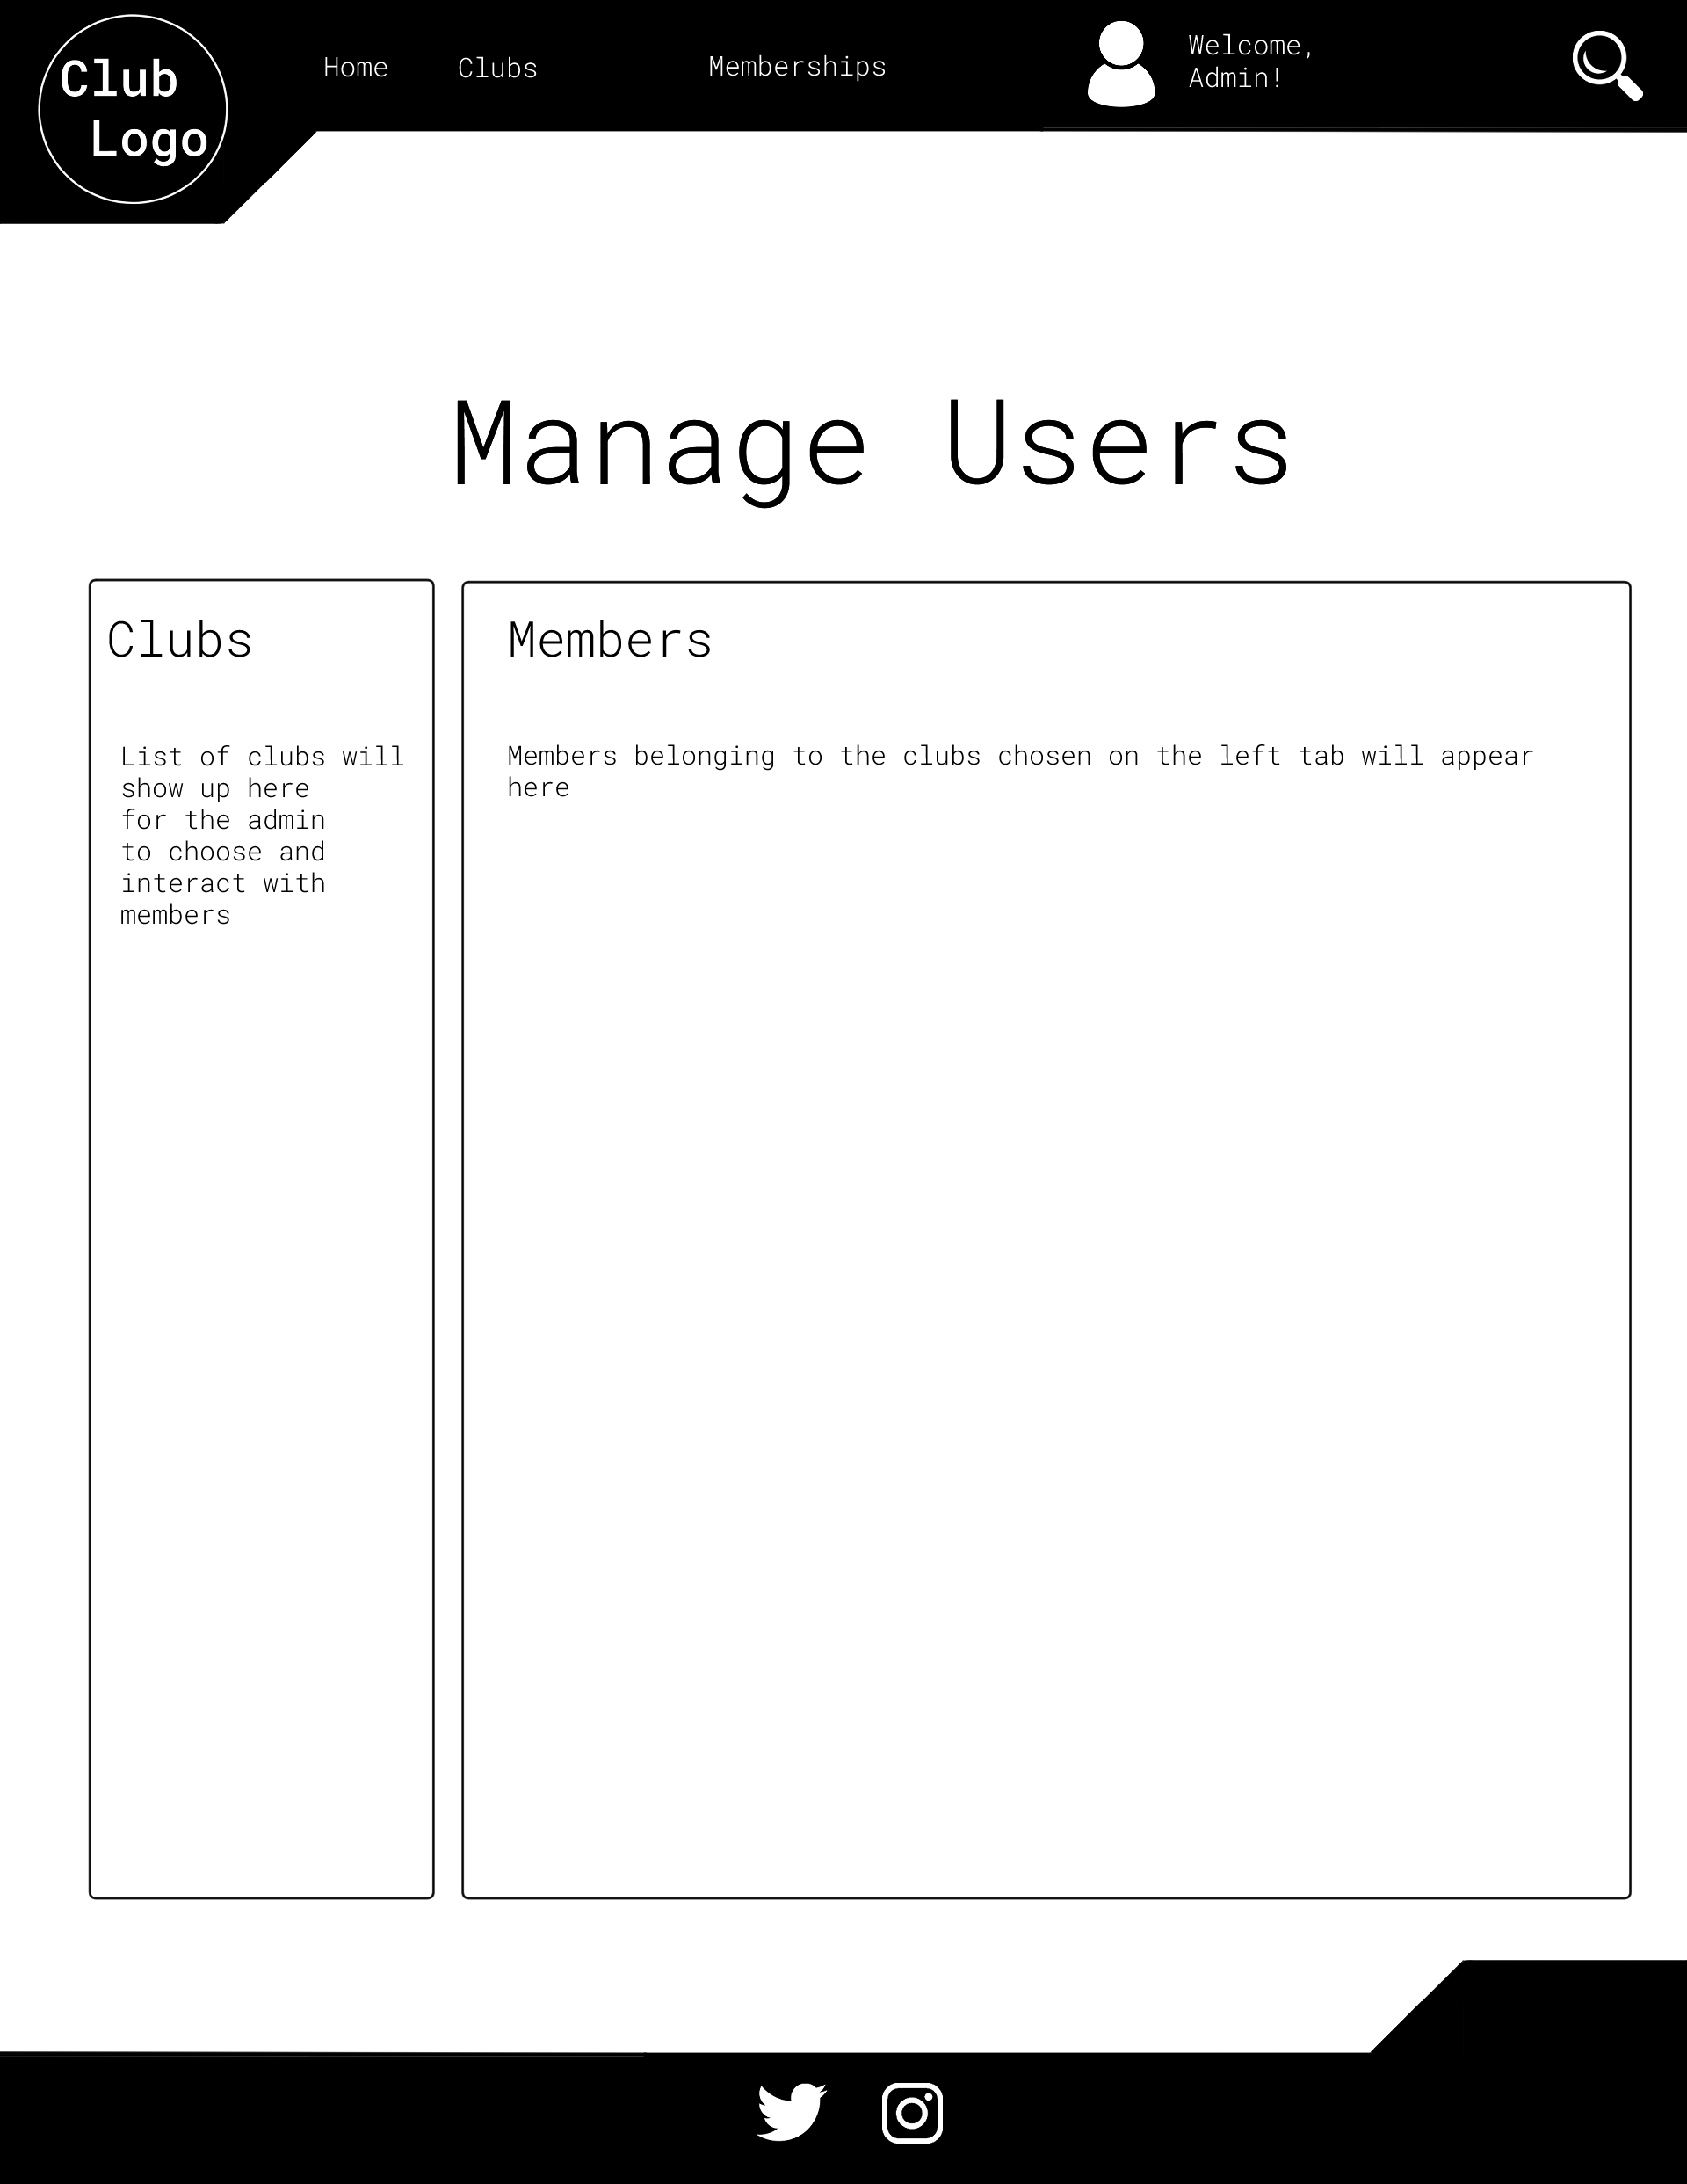 Club
Logo
Home
Clubs
Memberships
Welcome,
Admin!
Manage Users
Clubs
List of clubs will
show up here
for the admin
to choose and
interact with
members
Members
Members belonging to the clubs chosen on the left tab will appear
here